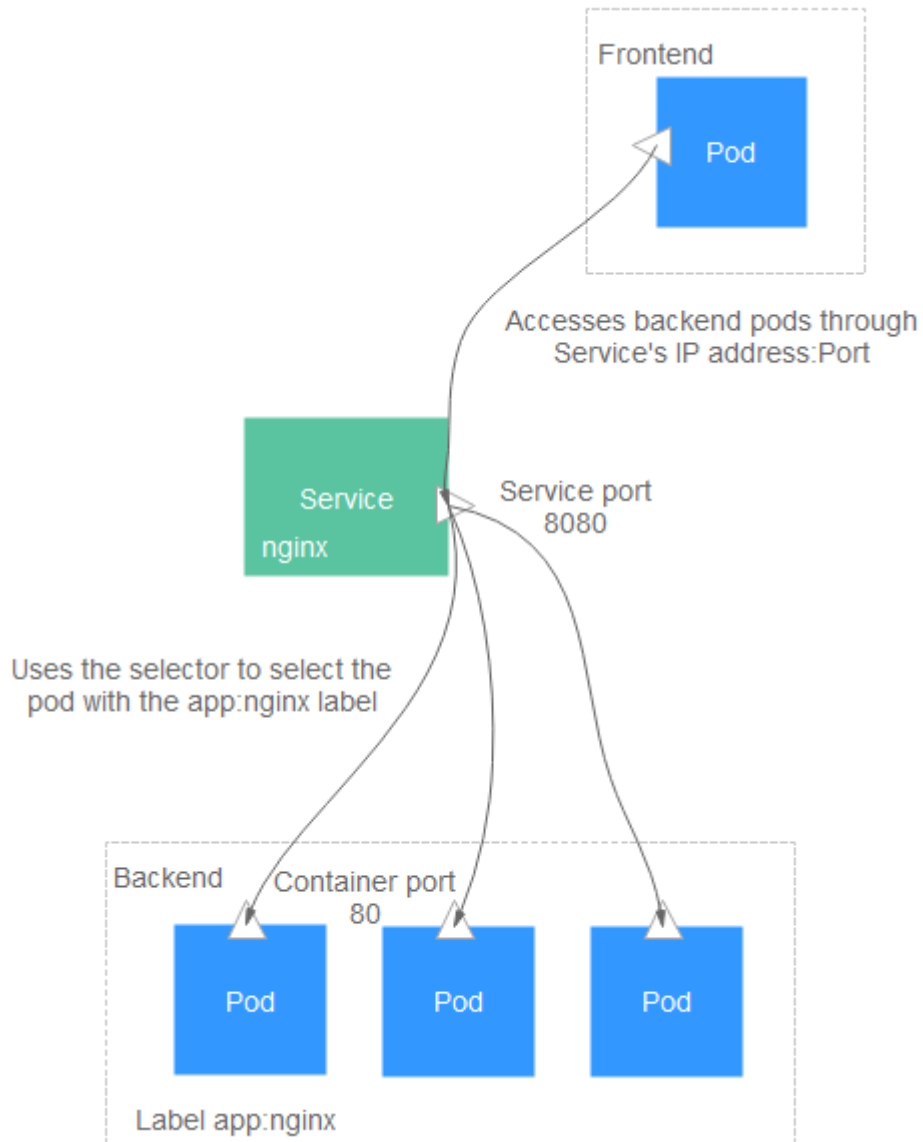 Frontend
Pod
Accesses backend pods through
Service's IP address:Port
Service
nginx
Service port
8080
Uses the selector to select the
pod with the app:nginx label
Backend
Container port
80
Pod
Pod
Pod
Label app:nginx